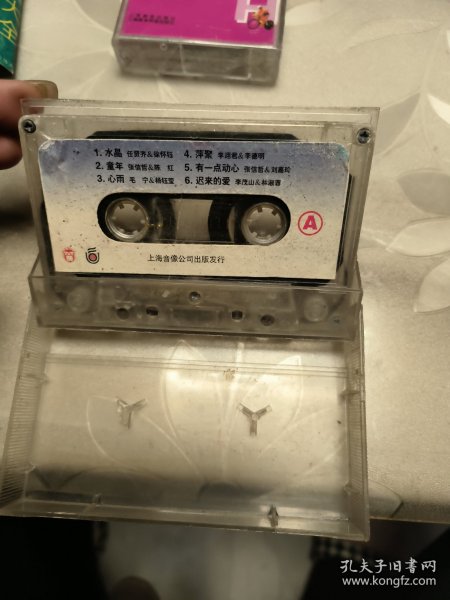 1. 水晶 任贤齐&徐怀钰
2. 童年 张信哲&陈 红
3. 心雨 毛 宁&杨钰莹
4. 萍聚 李逸君&李德明
5. 有一点动心 张信哲&刘嘉玲
6. 迟来的爱 李茂山&林淑蓉
A
上海音像公司出版发行
孔夫子旧书网
www.kongfz.com